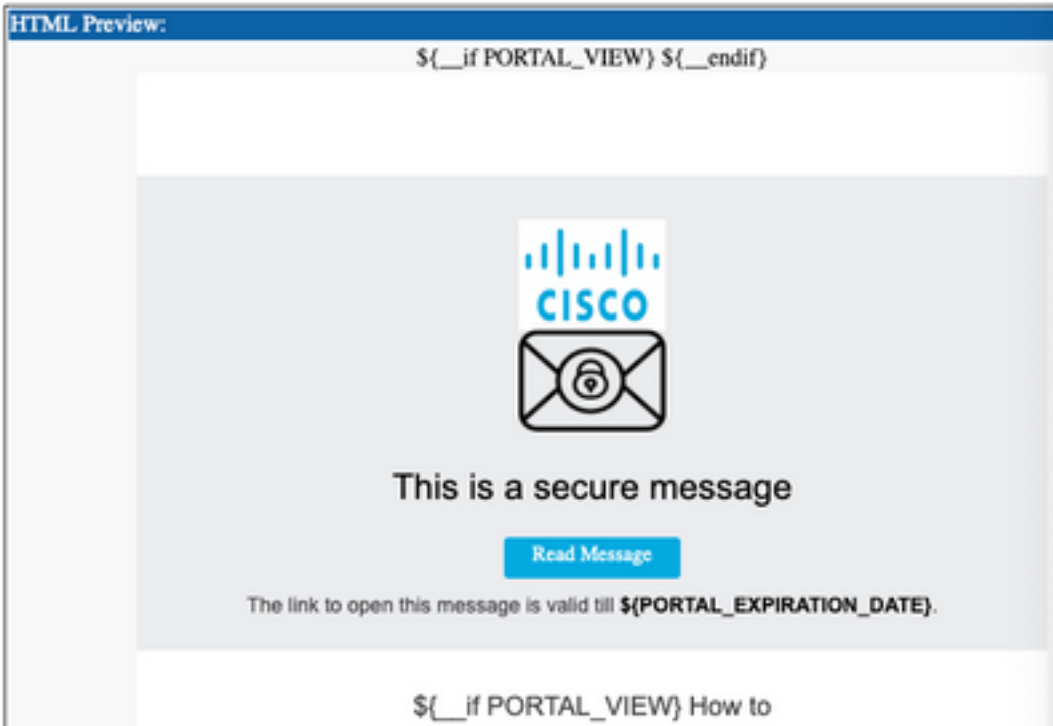 HTML Preview:
${__if PORTAL_VIEW} ${__endif}
CISCO
This is a secure message
Read Message
The link to open this message is valid till ${PORTAL_EXPIRATION_DATE}.
${__if PORTAL_VIEW} How to